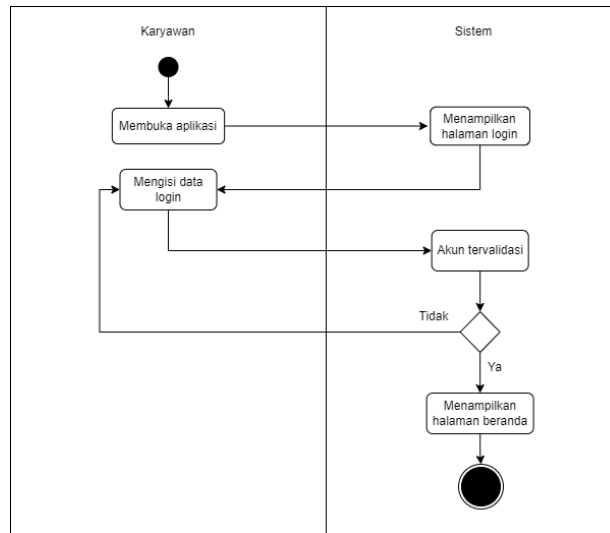 Karyawan
Sistem
Membuka aplikasi
Menampilkan
halaman login
Mengisi data
login
Akun tervalidasi
Tidak
Ya
Menampilkan
halaman beranda